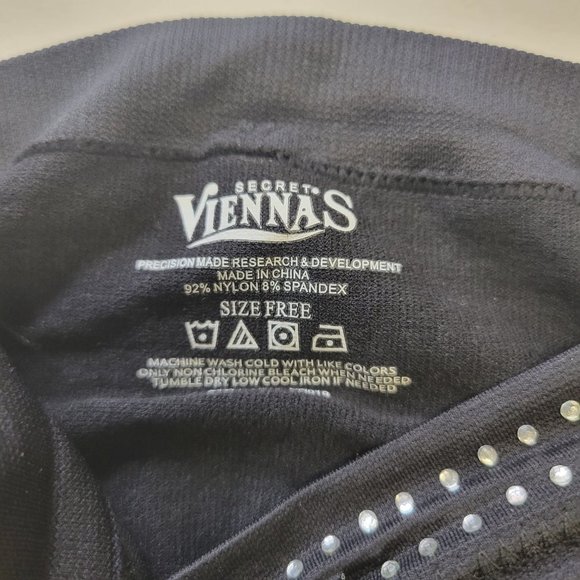 SECRET®
VIENNAS
PRECISION MADE RESEARCH & DEVELOPMENT
MADE IN CHINA
92% NYLON 8% SPANDEX
SIZE FREE
MACHINE WASH COLD WITH LIKE COLORS
ONLY NON CHLORINE BLEACH WHEN NEEDED
TUMBLE DRY LOW COOL IRON IF NEEDED